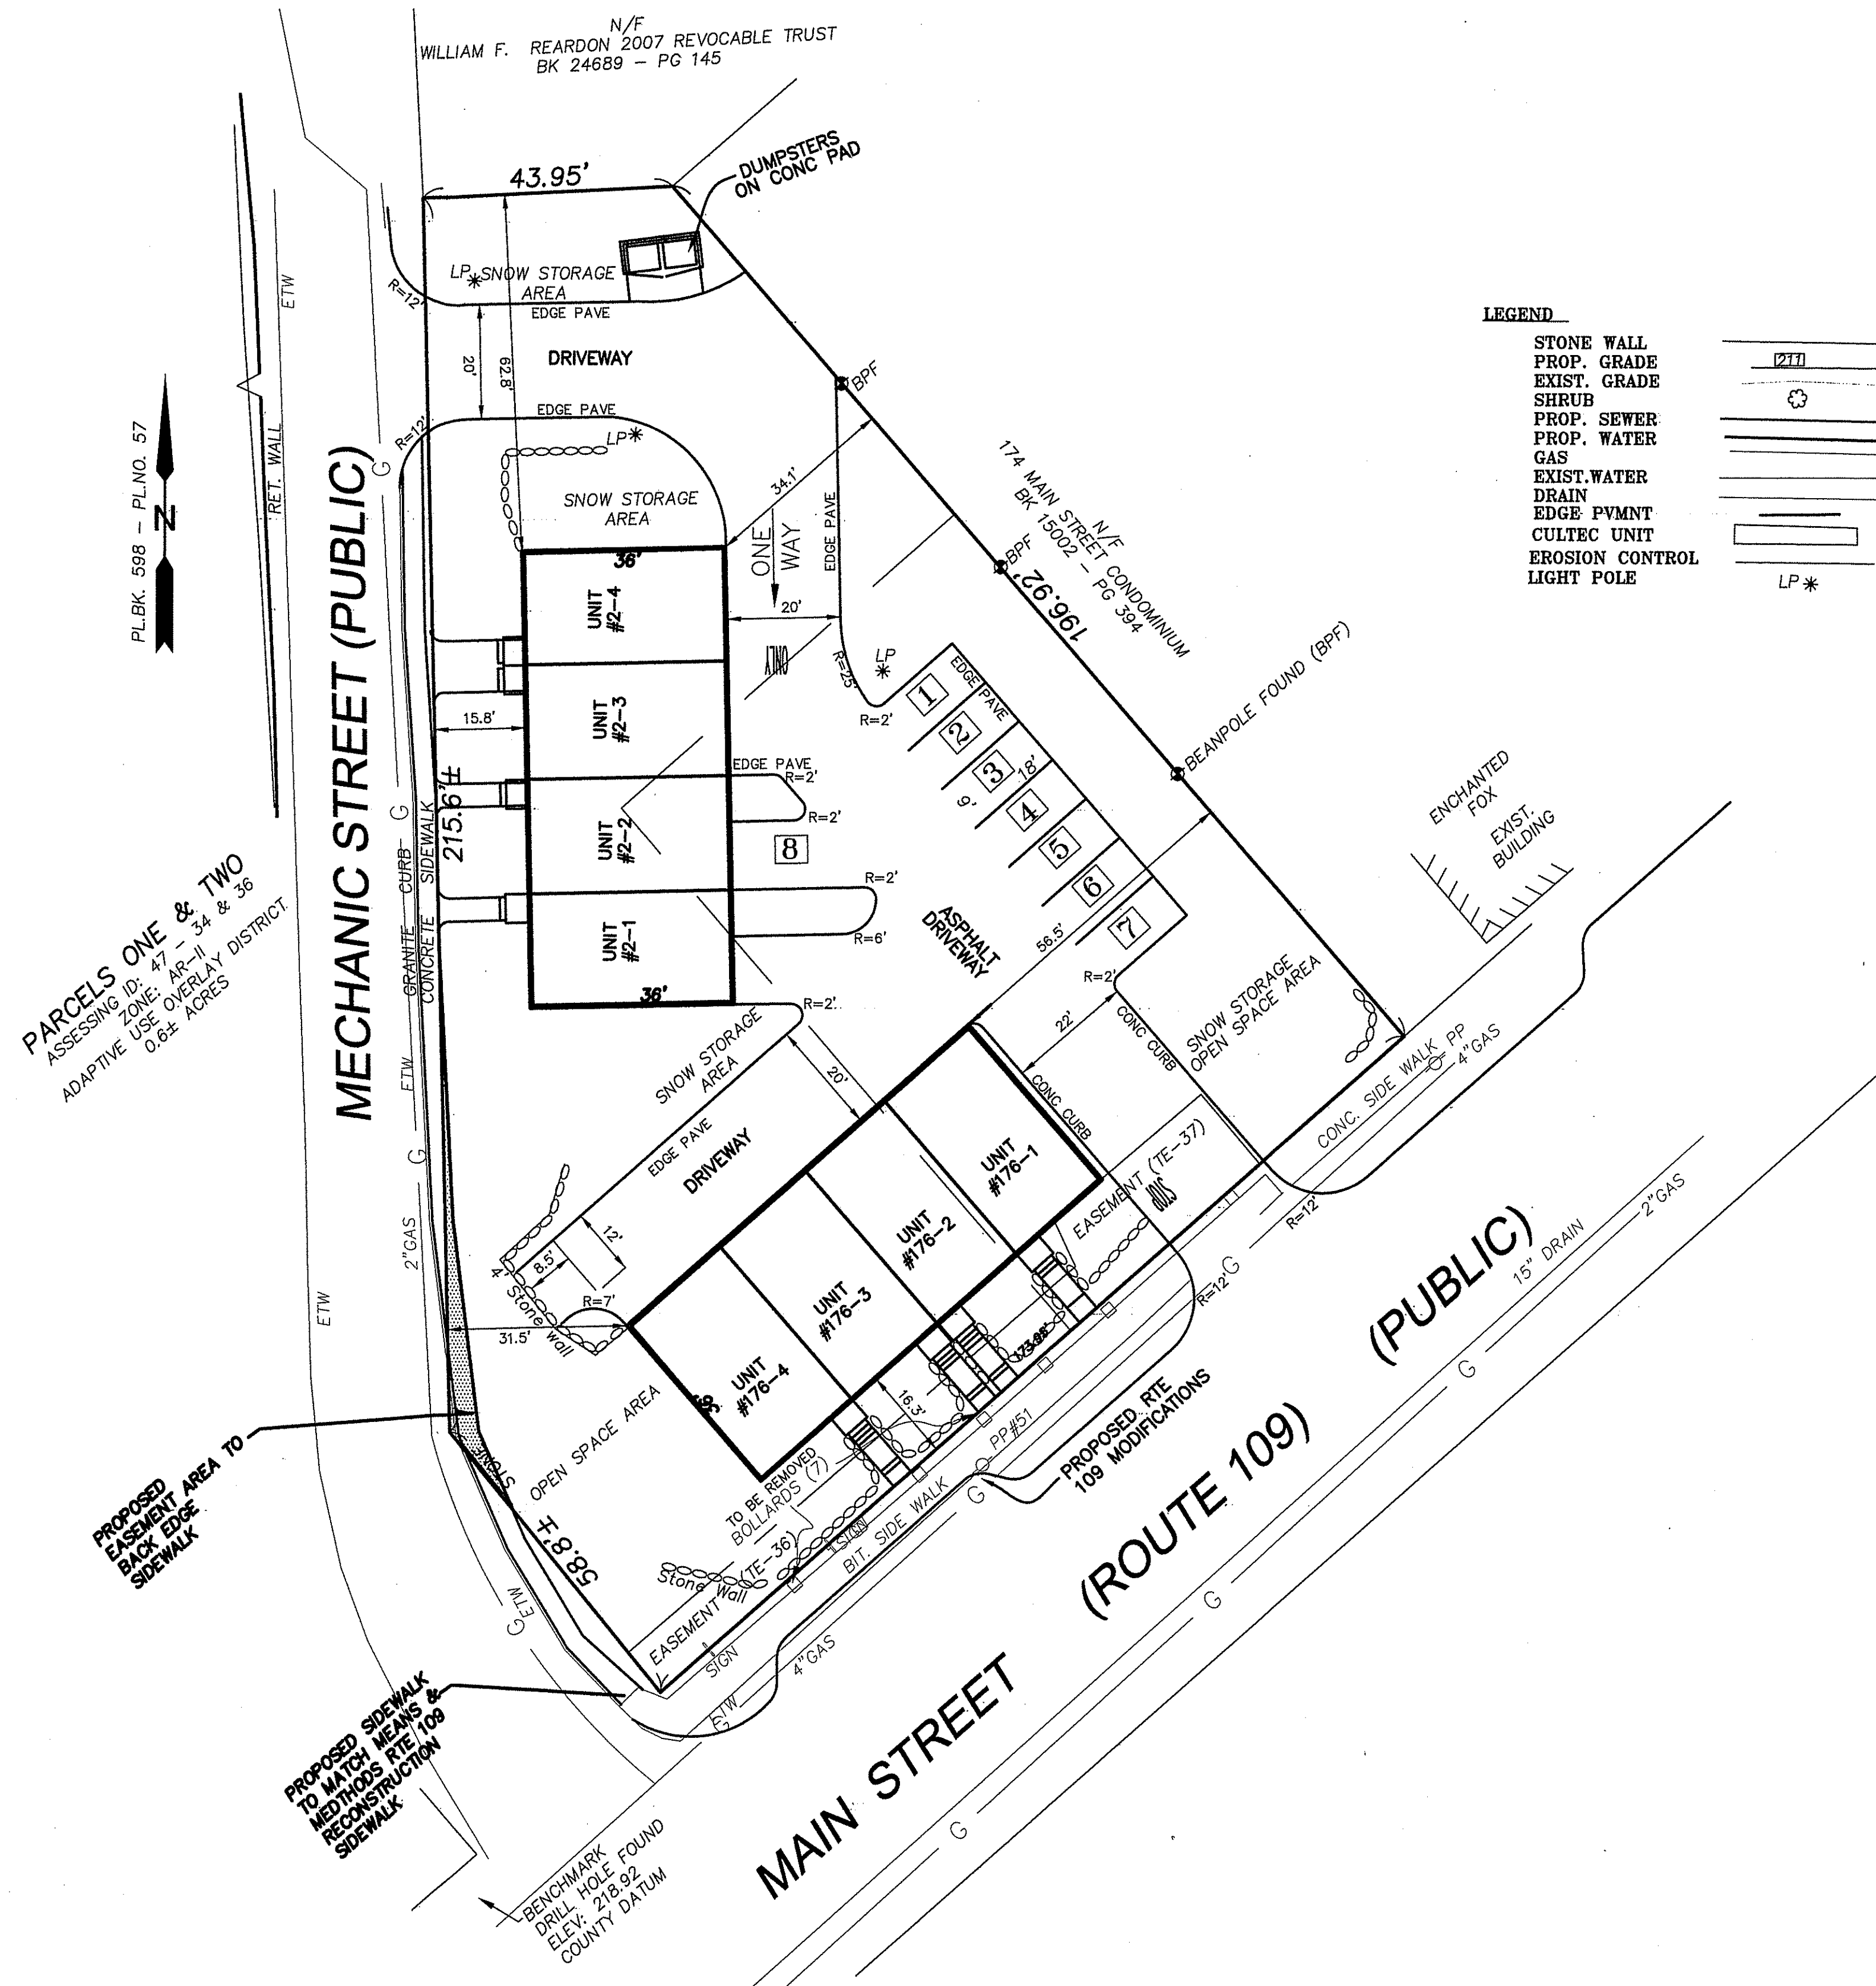 N/F
WILLIAM F. REARDON 2007 REVOCABLE TRUST
BK 24689 – PG 145
DUMPSTERS
ON CONC PAD
43.95'
LP
SNOW STORAGE
AREA
R=12'
EDGE PAVE
DRIVEWAY
20'
62.8'
EDGE PAVE
R=12'
LP
SNOW STORAGE
AREA
ETW
RET. WALL
PL.BK. 598 – PL.NO. 57
N
MECHANIC STREET (PUBLIC)
G
BPF
34.1'
EDGE PAVE
ONE
WAY
ONLY
20'
BPF
196.92'
N/F
174 MAIN STREET CONDOMINIUM
BK 15002 – PG 394
LEGEND
STONE WALL
PROP. GRADE
211
EXIST. GRADE
SHRUB
PROP. SEWER
PROP. WATER
GAS
EXIST.WATER
DRAIN
EDGE PVMNT
CULTEC UNIT
EROSION CONTROL
LIGHT POLE
LP
36'
UNIT
#2-4
UNIT
#2-3
UNIT
#2-2
UNIT
#2-1
36'
15.8'
215.6'±
GRANITE CURB
G
CONCRETE SIDEWALK
ETW
G
2"GAS
ETW
R=25'
LP
R=2'
EDGE PAVE
1
2
3
18'
9'
4
5
6
7
EDGE PAVE
R=2'
R=2'
8
R=2'
R=6'
R=2'
ASPHALT
DRIVEWAY
56.5'
BEANPOLE FOUND (BPF)
ENCHANTED
FOX
EXIST.
BUILDING
R=2'
22'
CONC CURB
CONC CURB
SNOW STORAGE
OPEN SPACE AREA
CONC. SIDE WALK
PP
4"GAS
PARCELS ONE & TWO
ASSESSING ID: 47 – 34 & 36
ZONE: AR-II
ADAPTIVE USE OVERLAY DISTRICT
0.6± ACRES
SNOW STORAGE
AREA
20'
EDGE PAVE
DRIVEWAY
UNIT
#176-1
UNIT
#176-2
UNIT
#176-3
UNIT
#176-4
36'
EASEMENT (TE-37)
STOP
R=12'
R=12'
G
12'
8.5'
4'
Stone Wall
R=7'
31.5'
OPEN SPACE AREA
STONE
16.3'
173.95'
PP#51
PROPOSED RTE
109 MODIFICATIONS
TO BE REMOVED
BOLLARDS (7)
SIGN
BIT. SIDE WALK
G
PROPOSED
EASEMENT AREA TO
BACK EDGE
SIDEWALK
58.8'±
Stone Wall
EASEMENT (TE-36)
SIGN
4"GAS
ETW
G
ETW
G
PROPOSED SIDEWALK
TO MATCH MEANS &
MEDTHODS RTE 109
RECONSTRUCTION
SIDEWALK
BENCHMARK
DRILL HOLE FOUND
ELEV: 218.92
COUNTY DATUM
MAIN STREET (ROUTE 109) (PUBLIC)
15" DRAIN
2"GAS
G
G
G